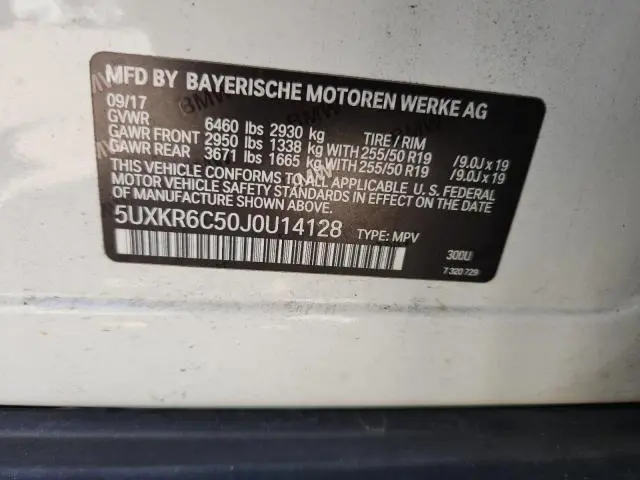 MFD BY BAYERISCHE MOTOREN WERKE AG
09/17
GVWR 6460 lbs 2930 kg TIRE / RIM
GAWR FRONT 2950 lbs 1338 kg WITH 255/50 R19 /9.0J x 19
GAWR REAR 3671 lbs 1665 kg WITH 255/50 R19 /9.0J x 19
THIS VEHICLE CONFORMS TO ALL APPLICABLE U. S. FEDERAL
MOTOR VEHICLE SAFETY STANDARDS IN EFFECT ON THE DATE
OF MANUFACTURE SHOWN ABOVE.
5UXKR6C50J0U14128 TYPE: MPV
300U
7 320 729